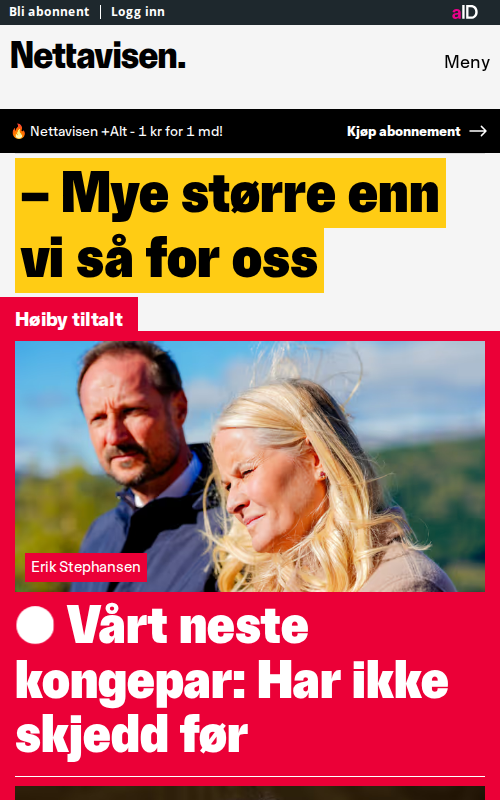 Bli abonnent
Logg inn
aID
Nettavisen.
Meny
🔥 Nettavisen +Alt - 1 kr for 1 md!
Kjøp abonnement →
– Mye større enn
vi så for oss
Høiby tiltalt
Erik Stephansen
Vårt neste
kongepar: Har ikke
skjedd før